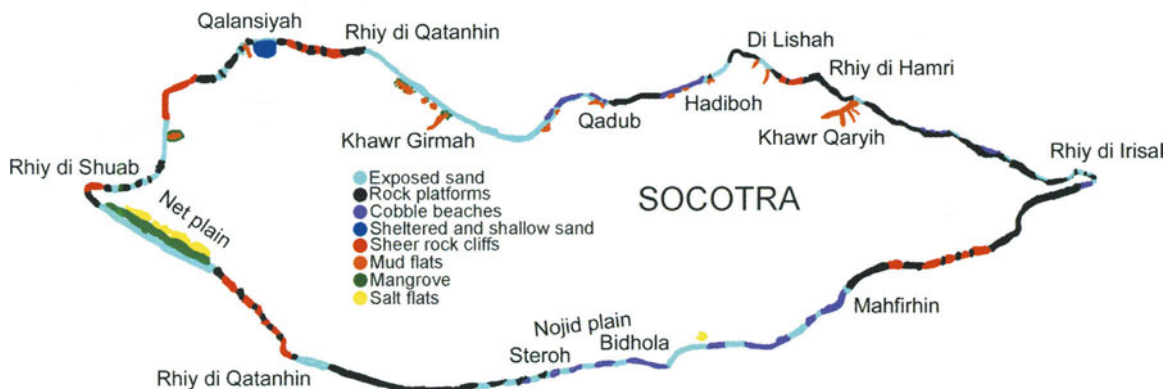 Qalansiyah
Rhiy di Qatanhin
Di Lishah
Rhiy di Hamri
Hadiboh
Qadub
Khawr Girmah
Khawr Qaryih
Rhiy di Irisal
Rhiy di Shuab
Net plain
SOCOTRA
Exposed sand
Rock platforms
Cobble beaches
Sheltered and shallow sand
Sheer rock cliffs
Mud flats
Mangrove
Salt flats
Mahfirhin
Nojid plain
Steroh
Bidhola
Rhiy di Qatanhin